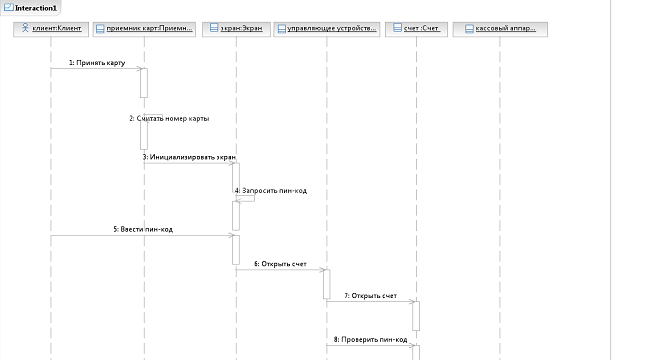 Interaction1
клиент:Клиент
приемник карт:Приемн...
экран:Экран
управляющее устройств...
счет :Счет
кассовый аппар...
1: Принять карту
2: Считать номер карты
3: Инициализировать экран
4: Запросить пин-код
5: Ввести пин-код
6: Открыть счет
7: Открыть счет
8: Проверить пин-код